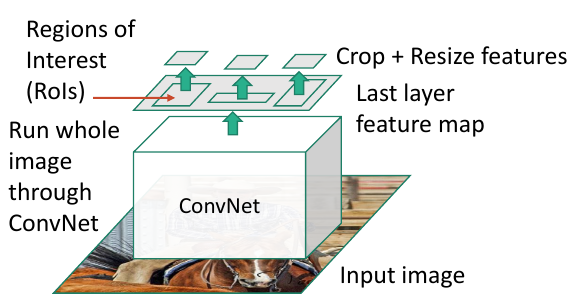 Regions of
Interest
(RoIs)
Crop + Resize features
Last layer
feature map
Run whole
image
through
ConvNet
ConvNet
Input image